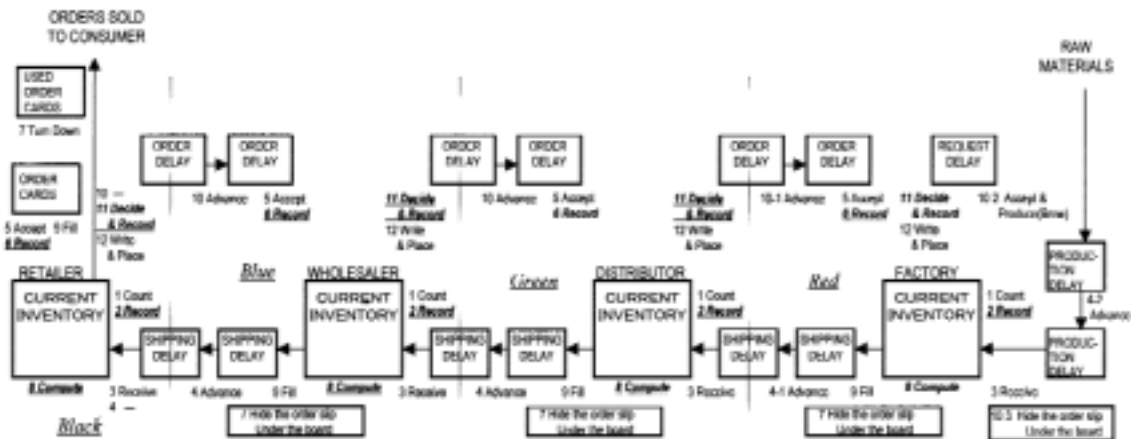 ORDERS SOLD
TO CONSUMER
RAW
MATERIALS
USED
ORDER
CARDS
7 Turn Down
ORDER
CARDS
5 Accept 9 Fill
6 Record
10 —
11 Decide
& Record
12 Write
& Place
ORDER
DELAY
ORDER
DELAY
10 Advance
5 Accept
6 Record
11 Decide
& Record
12 Write
& Place
ORDER
DELAY
ORDER
DELAY
10 Advance
5 Accept
6 Record
11 Decide
& Record
12 Write
& Place
ORDER
DELAY
ORDER
DELAY
10-1 Advance
5 Accept
6 Record
11 Decide
& Record
12 Write
& Place
REQUEST
DELAY
10 2 Accept &
Produce
RETAILER
CURRENT
INVENTORY
1 Count
2 Record
8 Compute
Blue
WHOLESALER
CURRENT
INVENTORY
1 Count
2 Record
8 Compute
Green
DISTRIBUTOR
CURRENT
INVENTORY
1 Count
2 Record
8 Compute
Red
FACTORY
CURRENT
INVENTORY
1 Count
2 Record
8 Compute
PRODUC-
TION
DELAY
4-2
Advance
PRODUC-
TION
DELAY
SHIPPING
DELAY
SHIPPING
DELAY
SHIPPING
DELAY
SHIPPING
DELAY
SHIPPING
DELAY
SHIPPING
DELAY
3 Receive
4 —
4 Advance
9 Fill
3 Receive
4 Advance
9 Fill
3 Receive
4-1 Advance
9 Fill
3 Receive
Black
7 Hide the order slip
Under the board
7 Hide the order slip
Under the board
7 Hide the order slip
Under the board
10.3 Hide the order slip
Under the board